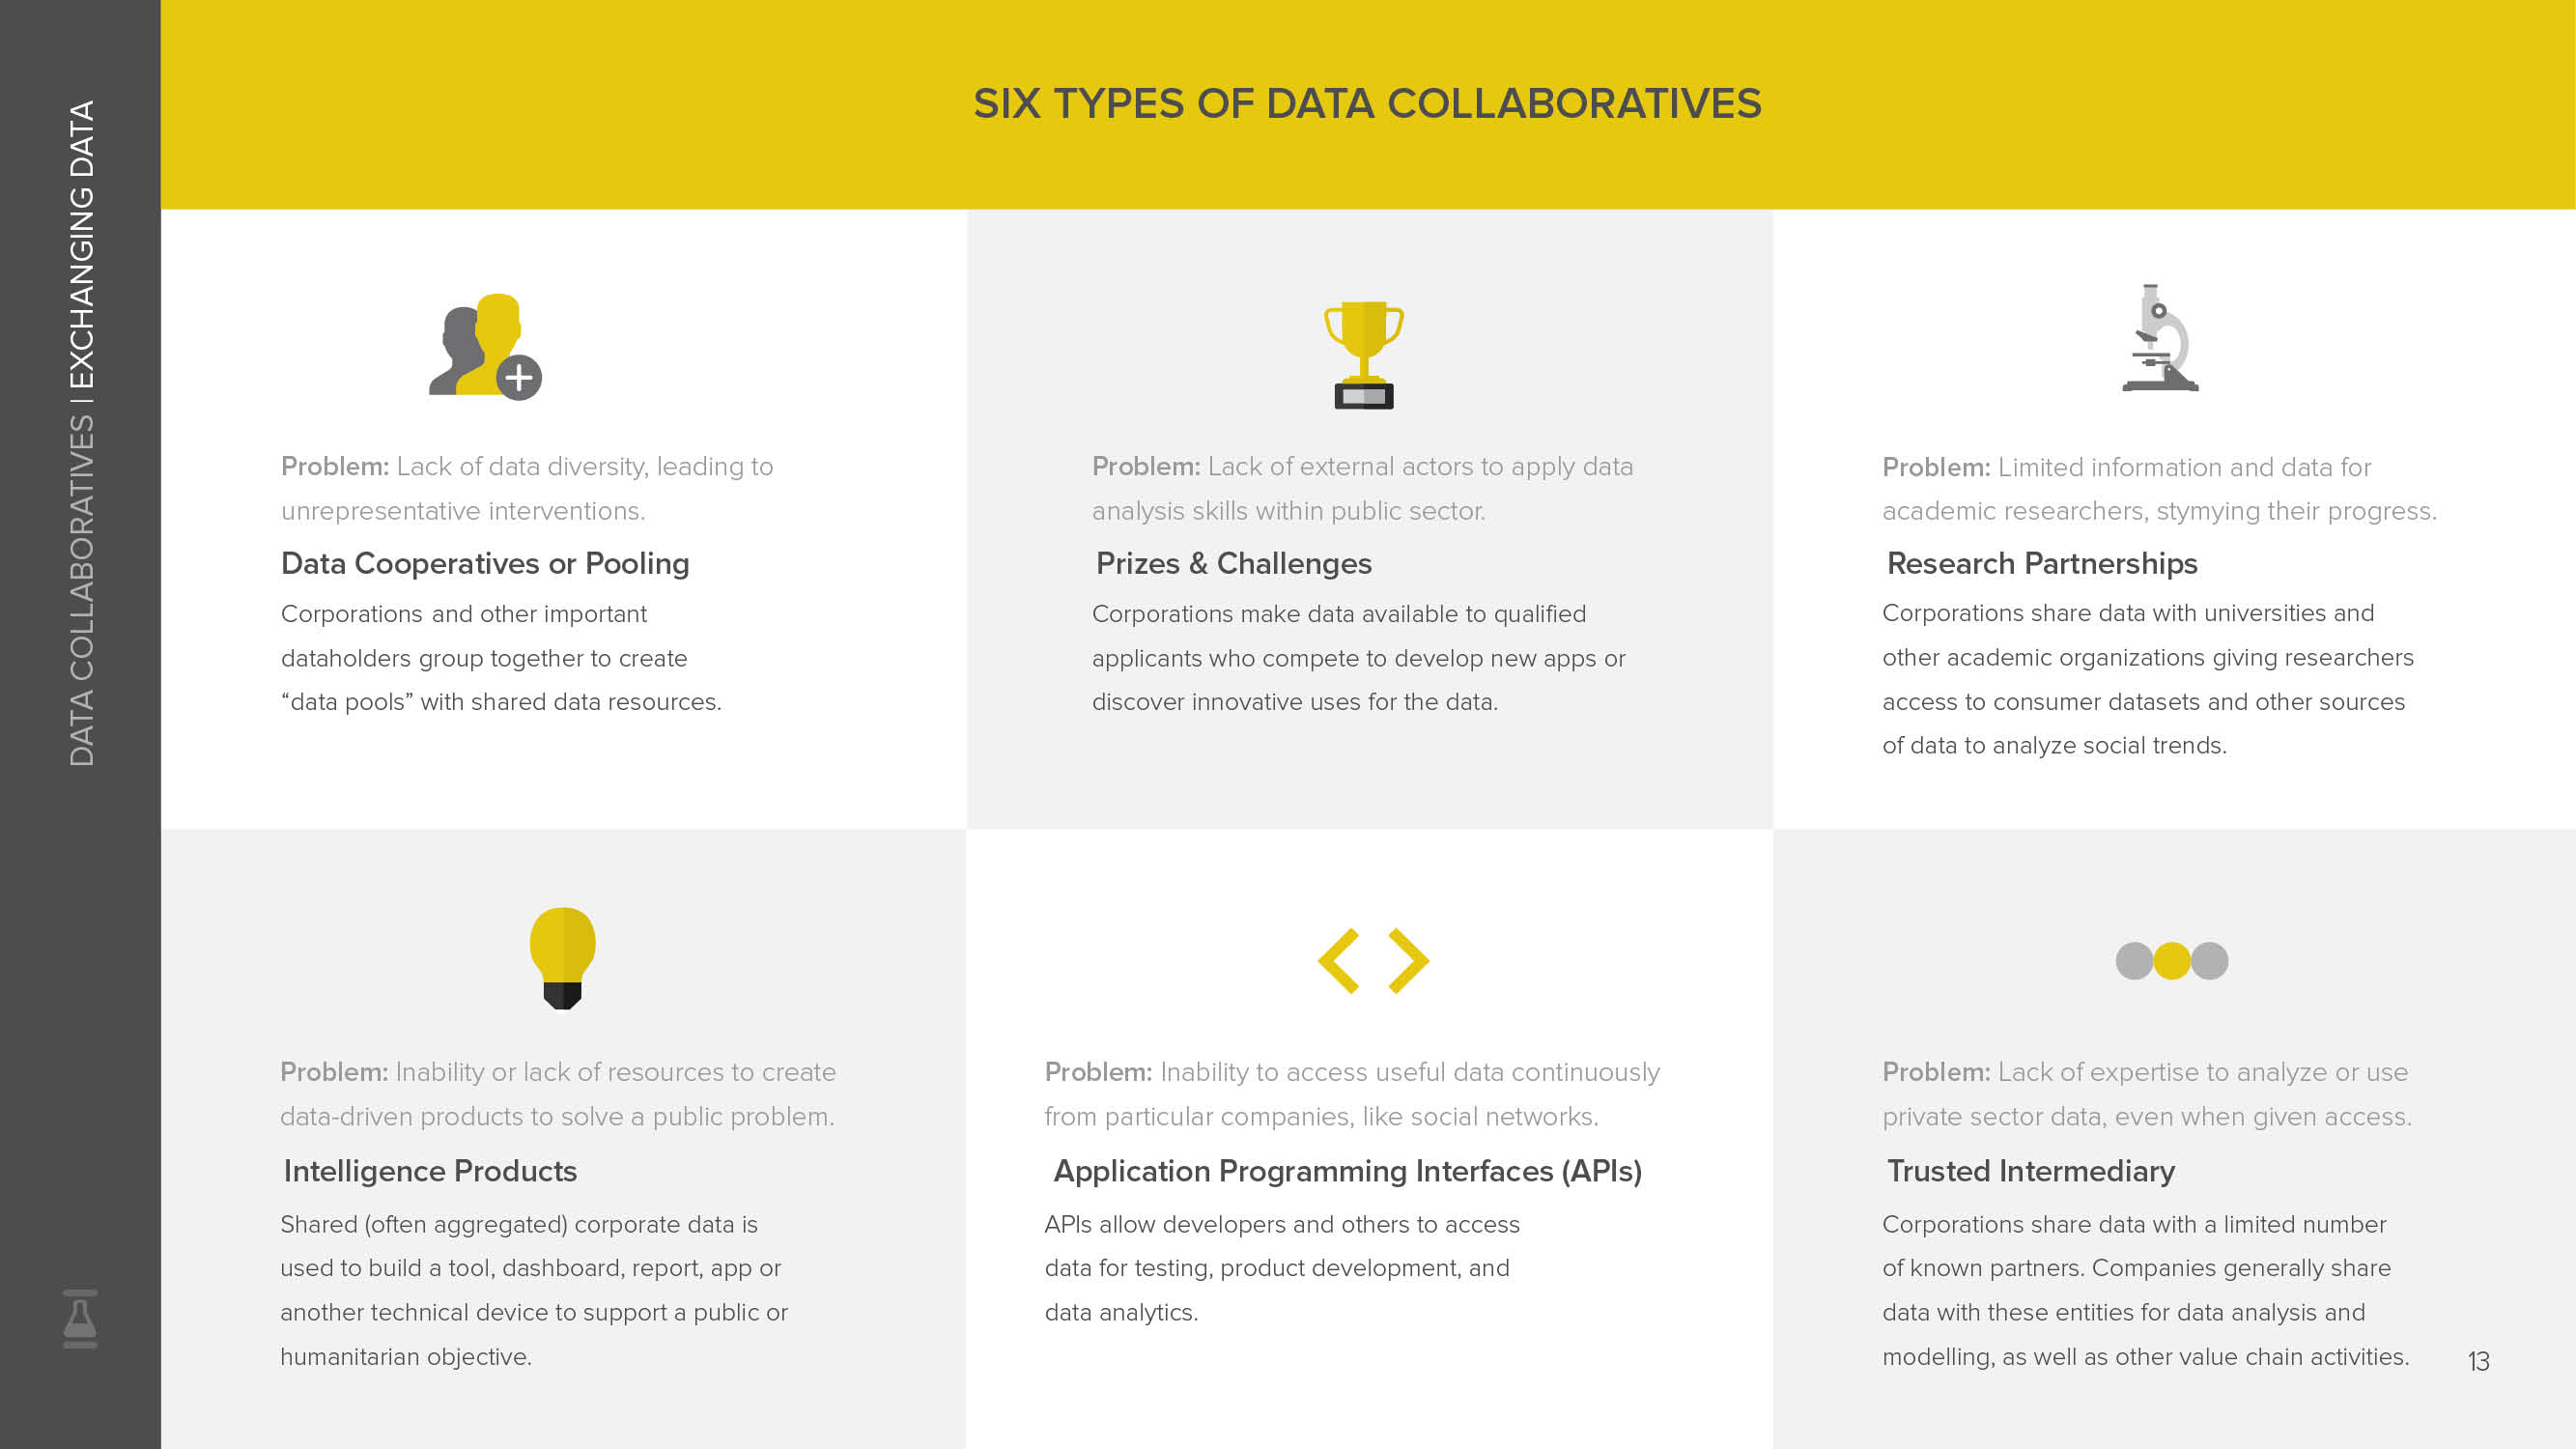 DATA COLLABORATIVES | EXCHANGING DATA
SIX TYPES OF DATA COLLABORATIVES
Problem: Lack of data diversity, leading to
unrepresentative interventions.
Data Cooperatives or Pooling
Corporations and other important
dataholders group together to create
“data pools” with shared data resources.
Problem: Lack of external actors to apply data
analysis skills within public sector.
Prizes & Challenges
Corporations make data available to qualified
applicants who compete to develop new apps or
discover innovative uses for the data.
Problem: Limited information and data for
academic researchers, stymying their progress.
Research Partnerships
Corporations share data with universities and
other academic organizations giving researchers
access to consumer datasets and other sources
of data to analyze social trends.
Problem: Inability or lack of resources to create
data-driven products to solve a public problem.
Intelligence Products
Shared (often aggregated) corporate data is
used to build a tool, dashboard, report, app or
another technical device to support a public or
humanitarian objective.
Problem: Inability to access useful data continuously
from particular companies, like social networks.
Application Programming Interfaces (APIs)
APIs allow developers and others to access
data for testing, product development, and
data analytics.
Problem: Lack of expertise to analyze or use
private sector data, even when given access.
Trusted Intermediary
Corporations share data with a limited number
of known partners. Companies generally share
data with these entities for data analysis and
modelling, as well as other value chain activities.
13